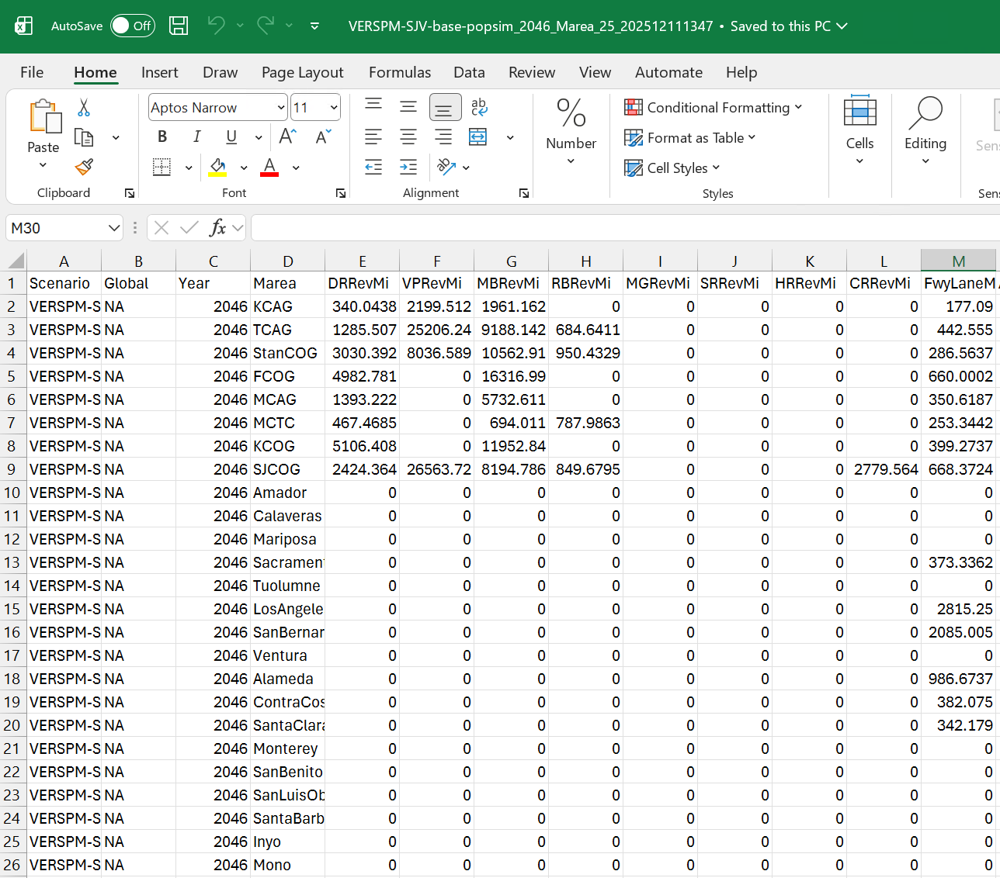 AutoSave Off VERSPM-SJV-base-popsim_2046_Marea_25_202512111347 • Saved to this PC
File Home Insert Draw Page Layout Formulas Data Review View Automate Help
Paste
Clipboard
Aptos Narrow 11
B I U A A
A
Font
ab
c
ab
Alignment
%
Number
Conditional Formatting
Format as Table
Cell Styles
Styles
Cells
Editing
M30 fx
A B C D E F G H I J K L M
1 Scenario Global Year Marea DRRevMi VPRevMi MBRevMi RBRevMi MGRevMi SRRevMi HRRevMi CRRevMi FwyLaneM
2 VERSPM-S NA 2046 KCAG 340.0438 2199.512 1961.162 0 0 0 0 0 177.09
3 VERSPM-S NA 2046 TCAG 1285.507 25206.24 9188.142 684.6411 0 0 0 0 442.555
4 VERSPM-S NA 2046 StanCOG 3030.392 8036.589 10562.91 950.4329 0 0 0 0 286.5637
5 VERSPM-S NA 2046 FCOG 4982.781 0 16316.99 0 0 0 0 0 660.0002
6 VERSPM-S NA 2046 MCAG 1393.222 0 5732.611 0 0 0 0 0 350.6187
7 VERSPM-S NA 2046 MCTC 467.4685 0 694.011 787.9863 0 0 0 0 253.3442
8 VERSPM-S NA 2046 KCOG 5106.408 0 11952.84 0 0 0 0 0 399.2737
9 VERSPM-S NA 2046 SJCOG 2424.364 26563.72 8194.786 849.6795 0 0 0 2779.564 668.3724
10 VERSPM-S NA 2046 Amador 0 0 0 0 0 0 0 0 0
11 VERSPM-S NA 2046 Calaveras 0 0 0 0 0 0 0 0 0
12 VERSPM-S NA 2046 Mariposa 0 0 0 0 0 0 0 0 0
13 VERSPM-S NA 2046 Sacramen 0 0 0 0 0 0 0 0 373.3362
14 VERSPM-S NA 2046 Tuolumne 0 0 0 0 0 0 0 0 0
15 VERSPM-S NA 2046 LosAngele 0 0 0 0 0 0 0 0 2815.25
16 VERSPM-S NA 2046 SanBernar 0 0 0 0 0 0 0 0 2085.005
17 VERSPM-S NA 2046 Ventura 0 0 0 0 0 0 0 0 0
18 VERSPM-S NA 2046 Alameda 0 0 0 0 0 0 0 0 986.6737
19 VERSPM-S NA 2046 ContraCos 0 0 0 0 0 0 0 0 382.075
20 VERSPM-S NA 2046 SantaClara 0 0 0 0 0 0 0 0 342.179
21 VERSPM-S NA 2046 Monterey 0 0 0 0 0 0 0 0 0
22 VERSPM-S NA 2046 SanBenito 0 0 0 0 0 0 0 0 0
23 VERSPM-S NA 2046 SanLuisOb 0 0 0 0 0 0 0 0 0
24 VERSPM-S NA 2046 SantaBarb 0 0 0 0 0 0 0 0 0
25 VERSPM-S NA 2046 Inyo 0 0 0 0 0 0 0 0 0
26 VERSPM-S NA 2046 Mono 0 0 0 0 0 0 0 0 0